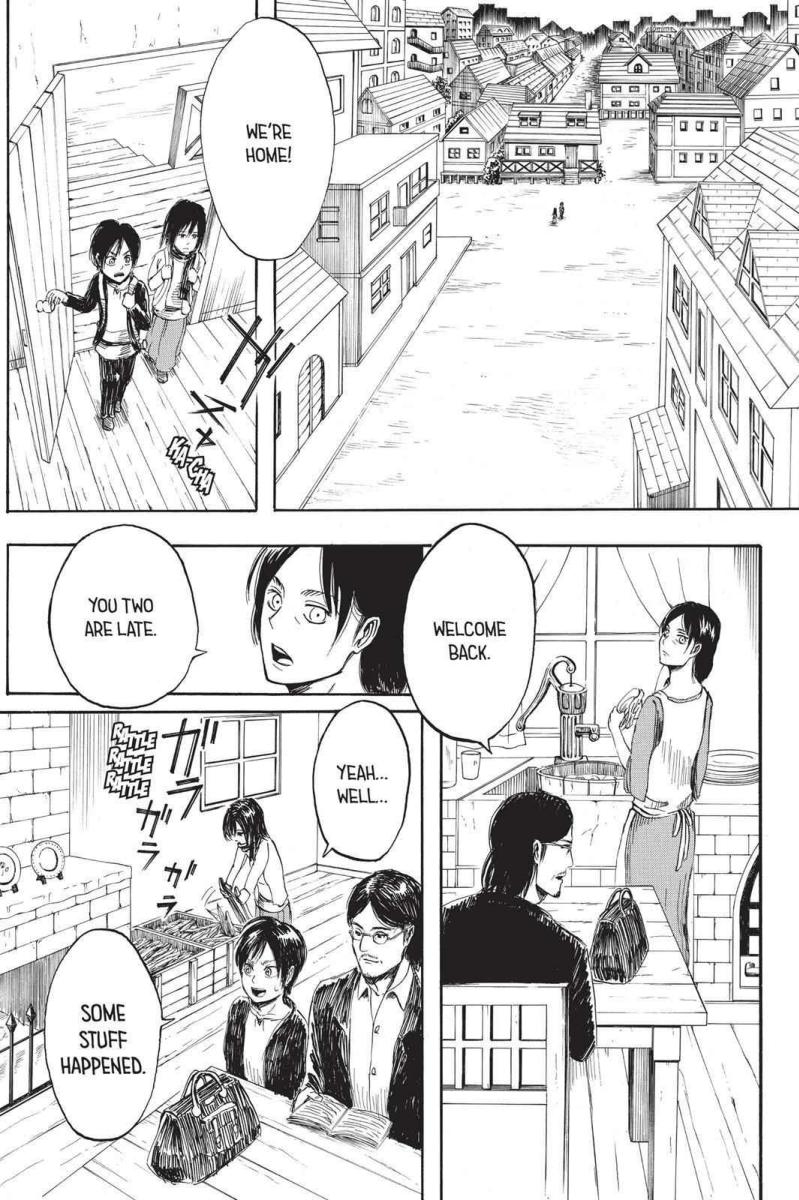 WE'RE
HOME!
ガチャ
KA-CHA
WELCOME
BACK.
YOU TWO
ARE LATE.
YEAH...
WELL...
ガラ
ガラ
ガラ
RATTLE
RATTLE
RATTLE
SOME
STUFF
HAPPENED.